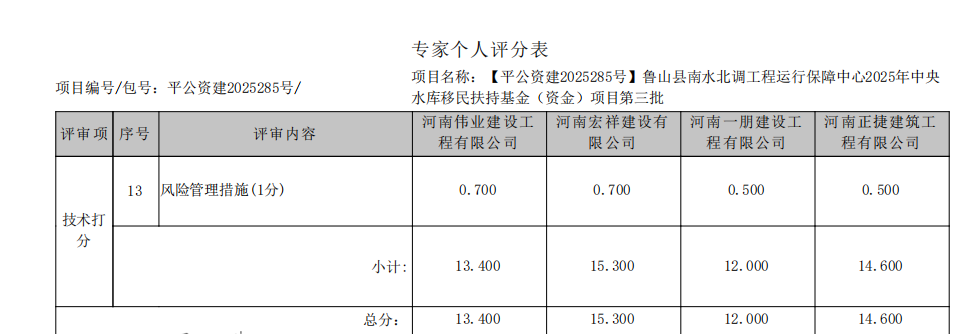 专家个人评分表
项目编号/包号：平公资建2025285号/
项目名称：【平公资建2025285号】鲁山县南水北调工程运行保障中心2025年中央
水库移民扶持基金（资金）项目第三批
评审项 序号 评审内容 河南伟业建设工 河南宏祥建设有 河南一朋建设工 河南正捷建筑工
程有限公司 限公司 程有限公司 程有限公司
13 风险管理措施(1分) 0.700 0.700 0.500 0.500
技术打
分
小计: 13.400 15.300 12.000 14.600
总分： 13.400 15.300 12.000 14.600